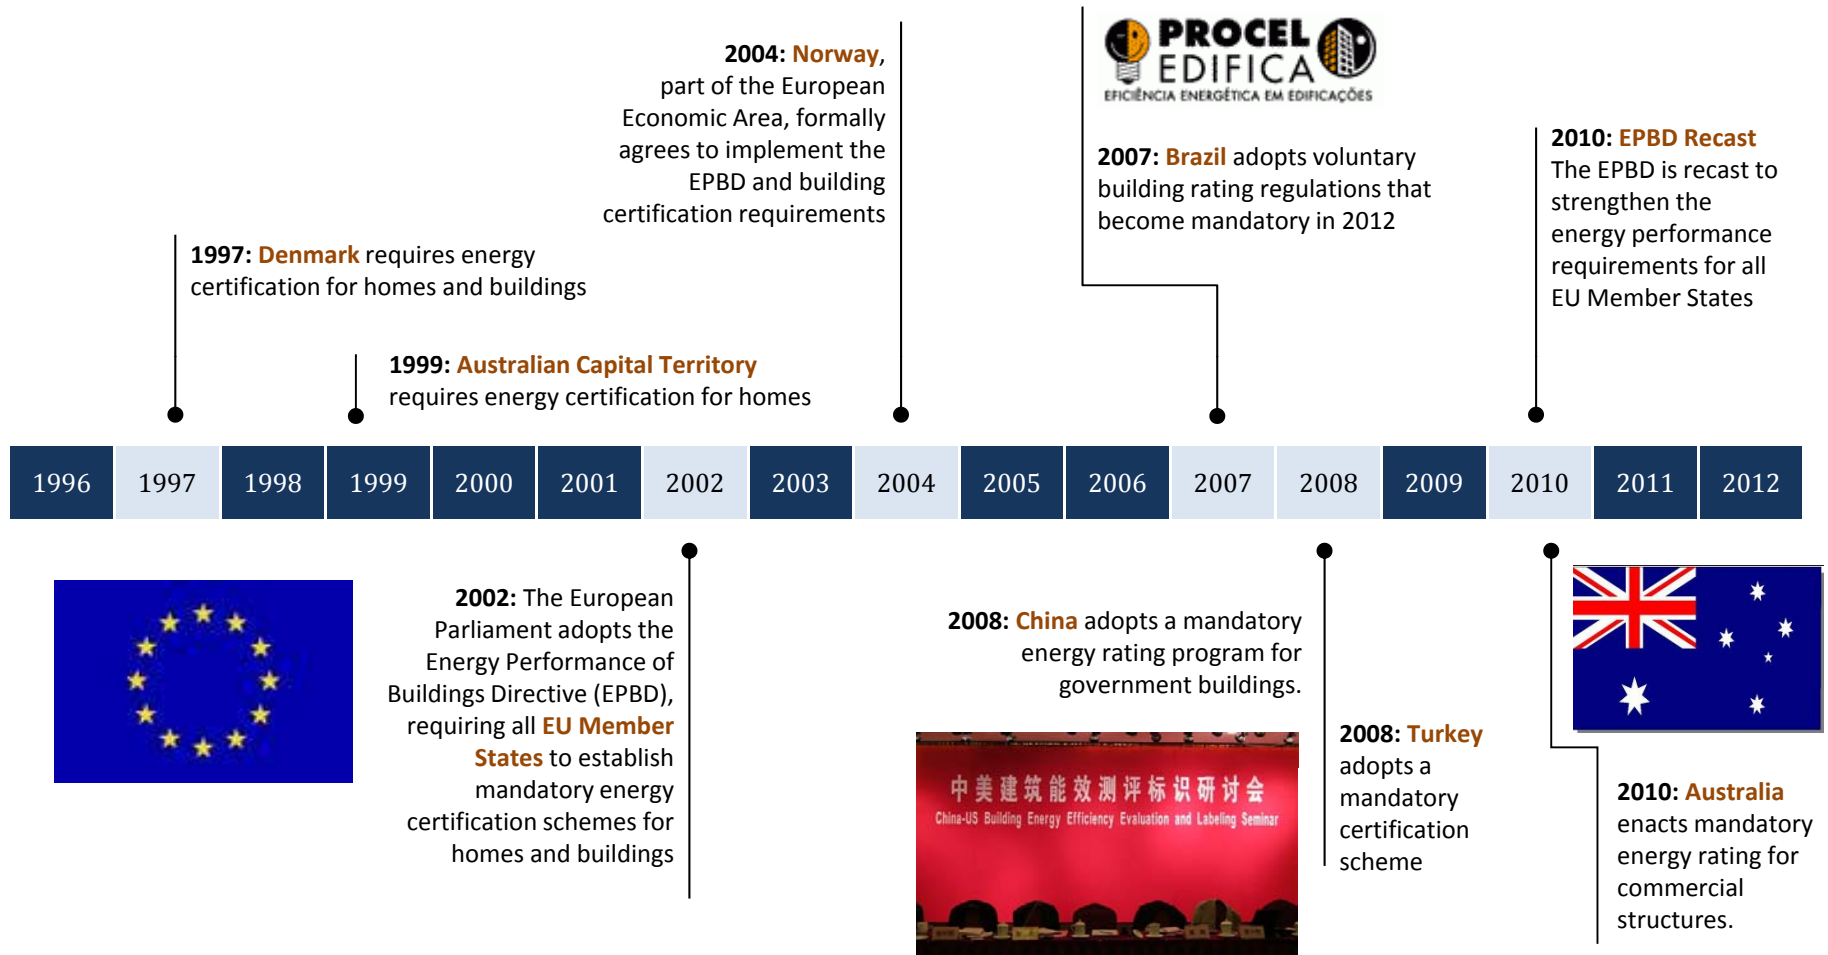 2004: Norway,
part of the European
Economic Area, formally
agrees to implement the
EPBD and building
certification requirements
PROCEL
EDIFICA
EFICIÊNCIA ENERGÉTICA EM EDIFICAÇÕES
2007: Brazil adopts voluntary
building rating regulations that
become mandatory in 2012
2010: EPBD Recast
The EPBD is recast to
strengthen the
energy performance
requirements for all
EU Member States
1997: Denmark requires energy
certification for homes and buildings
1999: Australian Capital Territory
requires energy certification for homes
1996 1997 1998 1999 2000 2001 2002 2003 2004 2005 2006 2007 2008 2009 2010 2011 2012
2002: The European
Parliament adopts the
Energy Performance of
Buildings Directive (EPBD),
requiring all EU Member
States to establish
mandatory energy
certification schemes for
homes and buildings
2008: China adopts a mandatory
energy rating program for
government buildings.
中美建筑能效测评标识研讨会
China-US Building Energy Efficiency Evaluation and Labeling Seminar
2008: Turkey
adopts a
mandatory
certification
scheme
2010: Australia
enacts mandatory
energy rating for
commercial
structures.